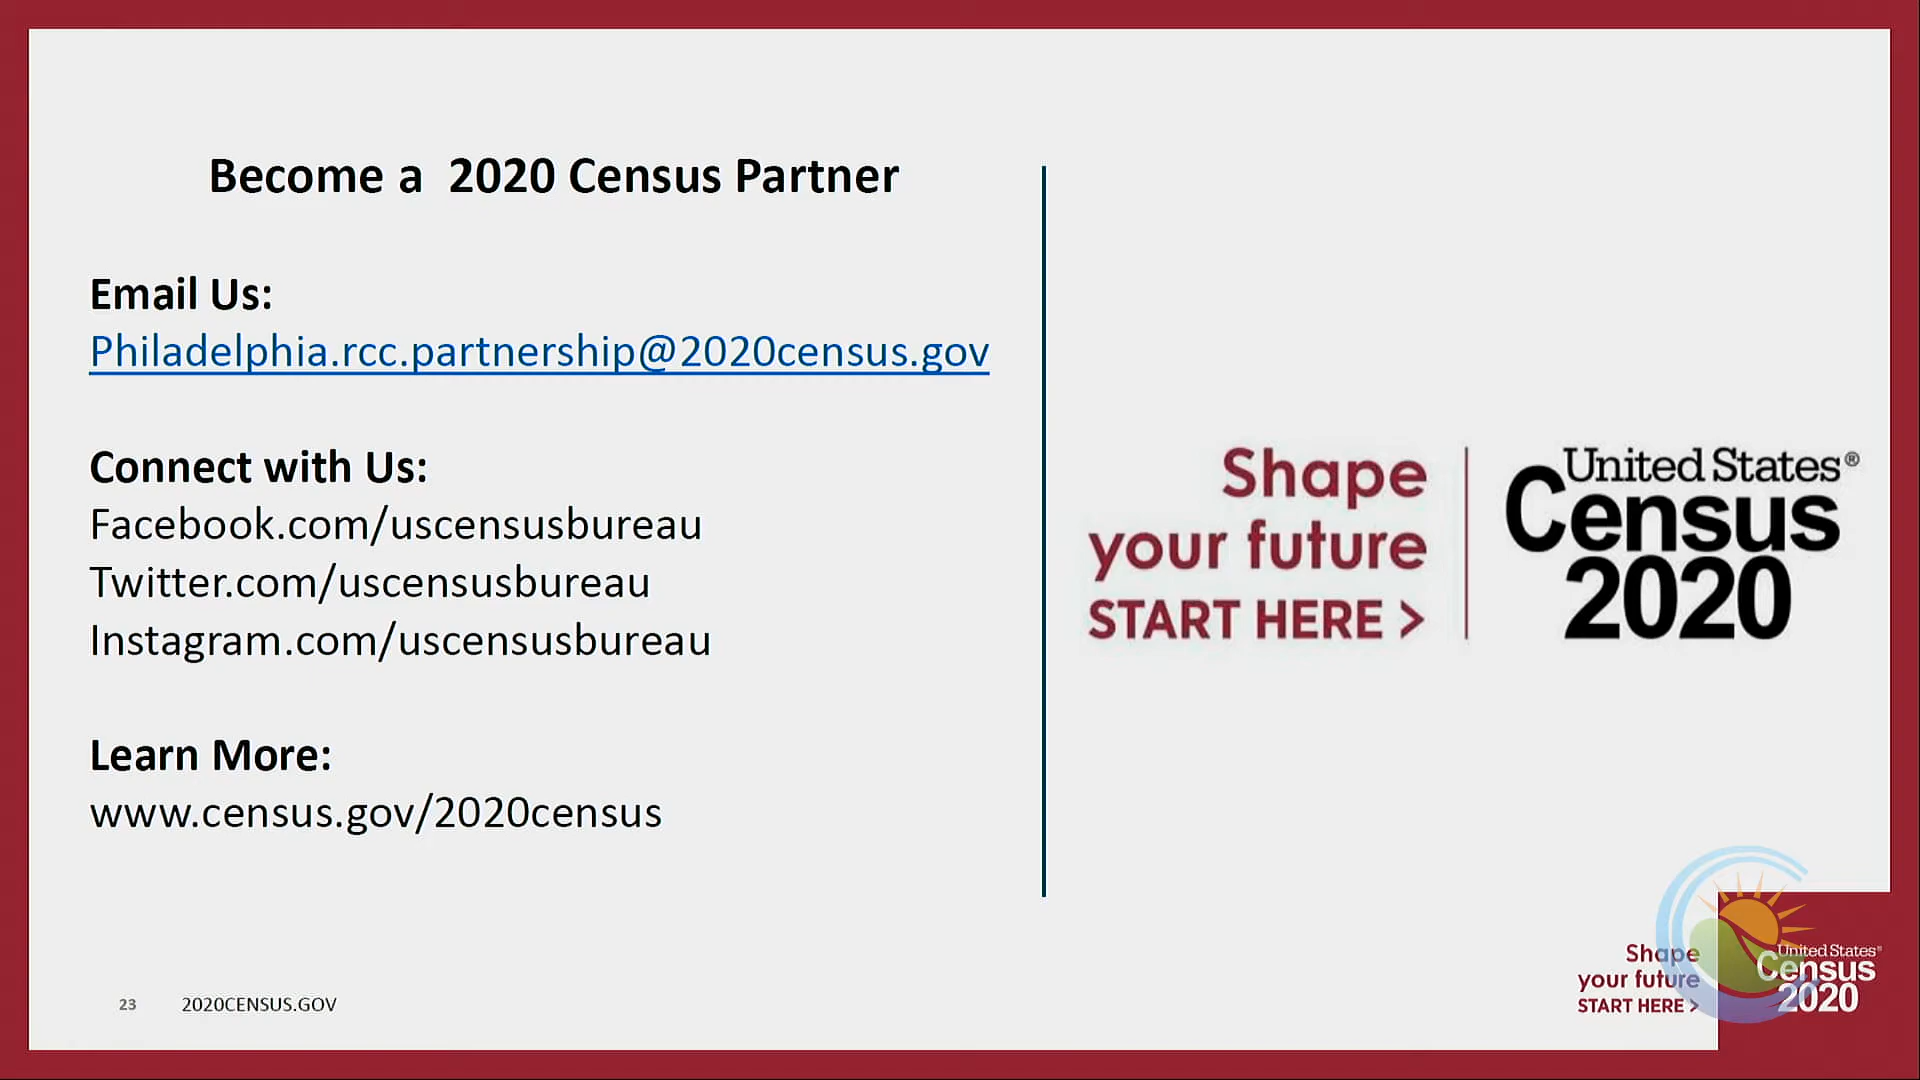 Become a  2020 Census Partner
Email Us:
Philadelphia.rcc.partnership@2020census.gov
Connect with Us:
Facebook.com/uscensusbureau
Twitter.com/uscensusbureau
Instagram.com/uscensusbureau
Learn More:
www.census.gov/2020census
Shape
your future
START HERE >
United States®
Census
2020
23 2020CENSUS.GOV
Shape
your future
START HERE >
United States®
Census
2020